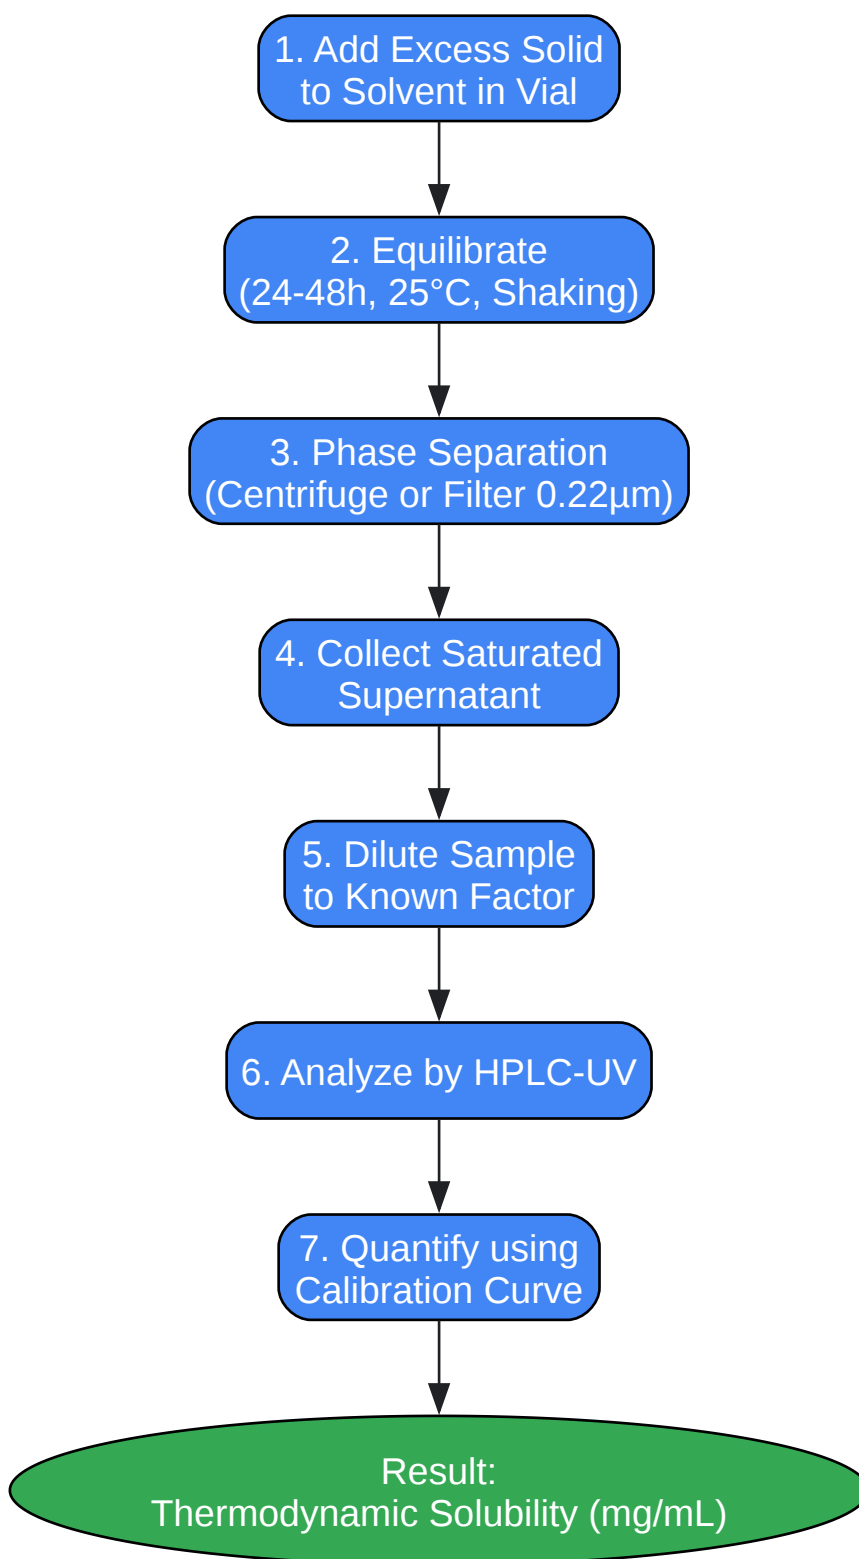 1. Add Excess Solid
to Solvent in Vial
2. Equilibrate
(24-48h, 25°C, Shaking)
3. Phase Separation
(Centrifuge or Filter 0.22µm)
4. Collect Saturated
Supernatant
5. Dilute Sample
to Known Factor
6. Analyze by HPLC-UV
7. Quantify using
Calibration Curve
Result:
Thermodynamic Solubility (mg/mL)